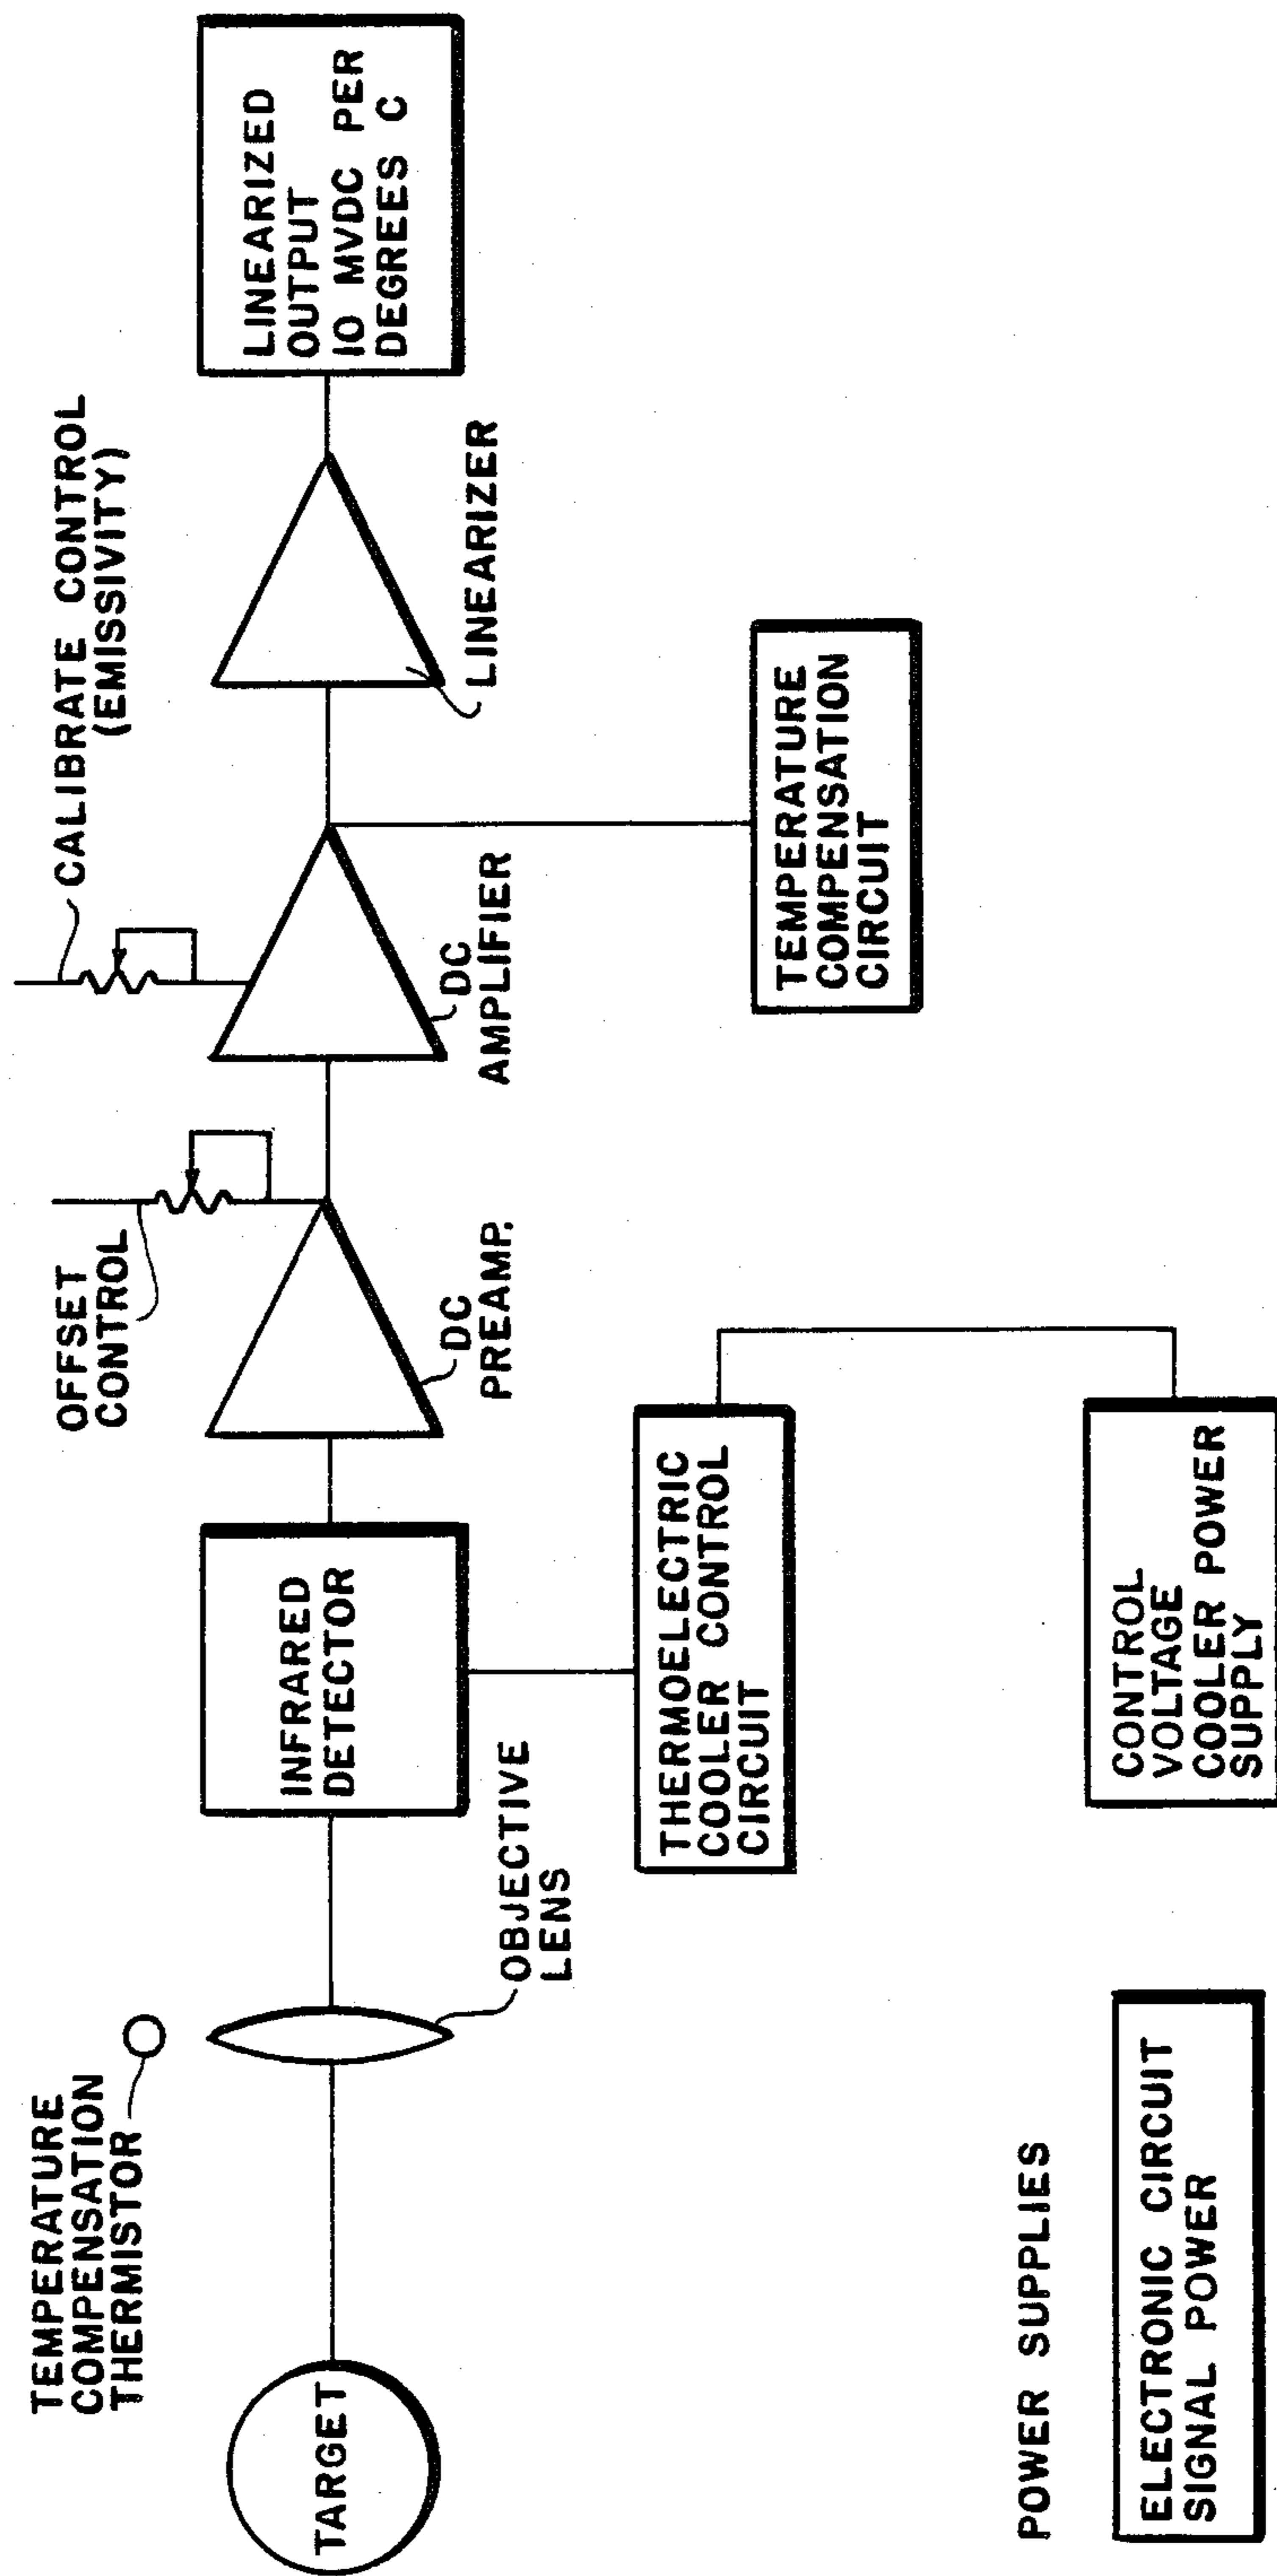 TEMPERATURE
COMPENSATION
THERMISTOR
OFFSET
CONTROL
CALIBRATE CONTROL
(EMISSIVITY)
TARGET
OBJECTIVE
LENS
INFRARED
DETECTOR
DC
PREAMP.
DC
AMPLIFIER
LINEARIZER
LINEARIZED
OUTPUT
10 MVDC PER
DEGREES C
THERMOELECTRIC
COOLER CONTROL
CIRCUIT
TEMPERATURE
COMPENSATION
CIRCUIT
POWER SUPPLIES
ELECTRONIC CIRCUIT
SIGNAL POWER
CONTROL
VOLTAGE
COOLER POWER
SUPPLY